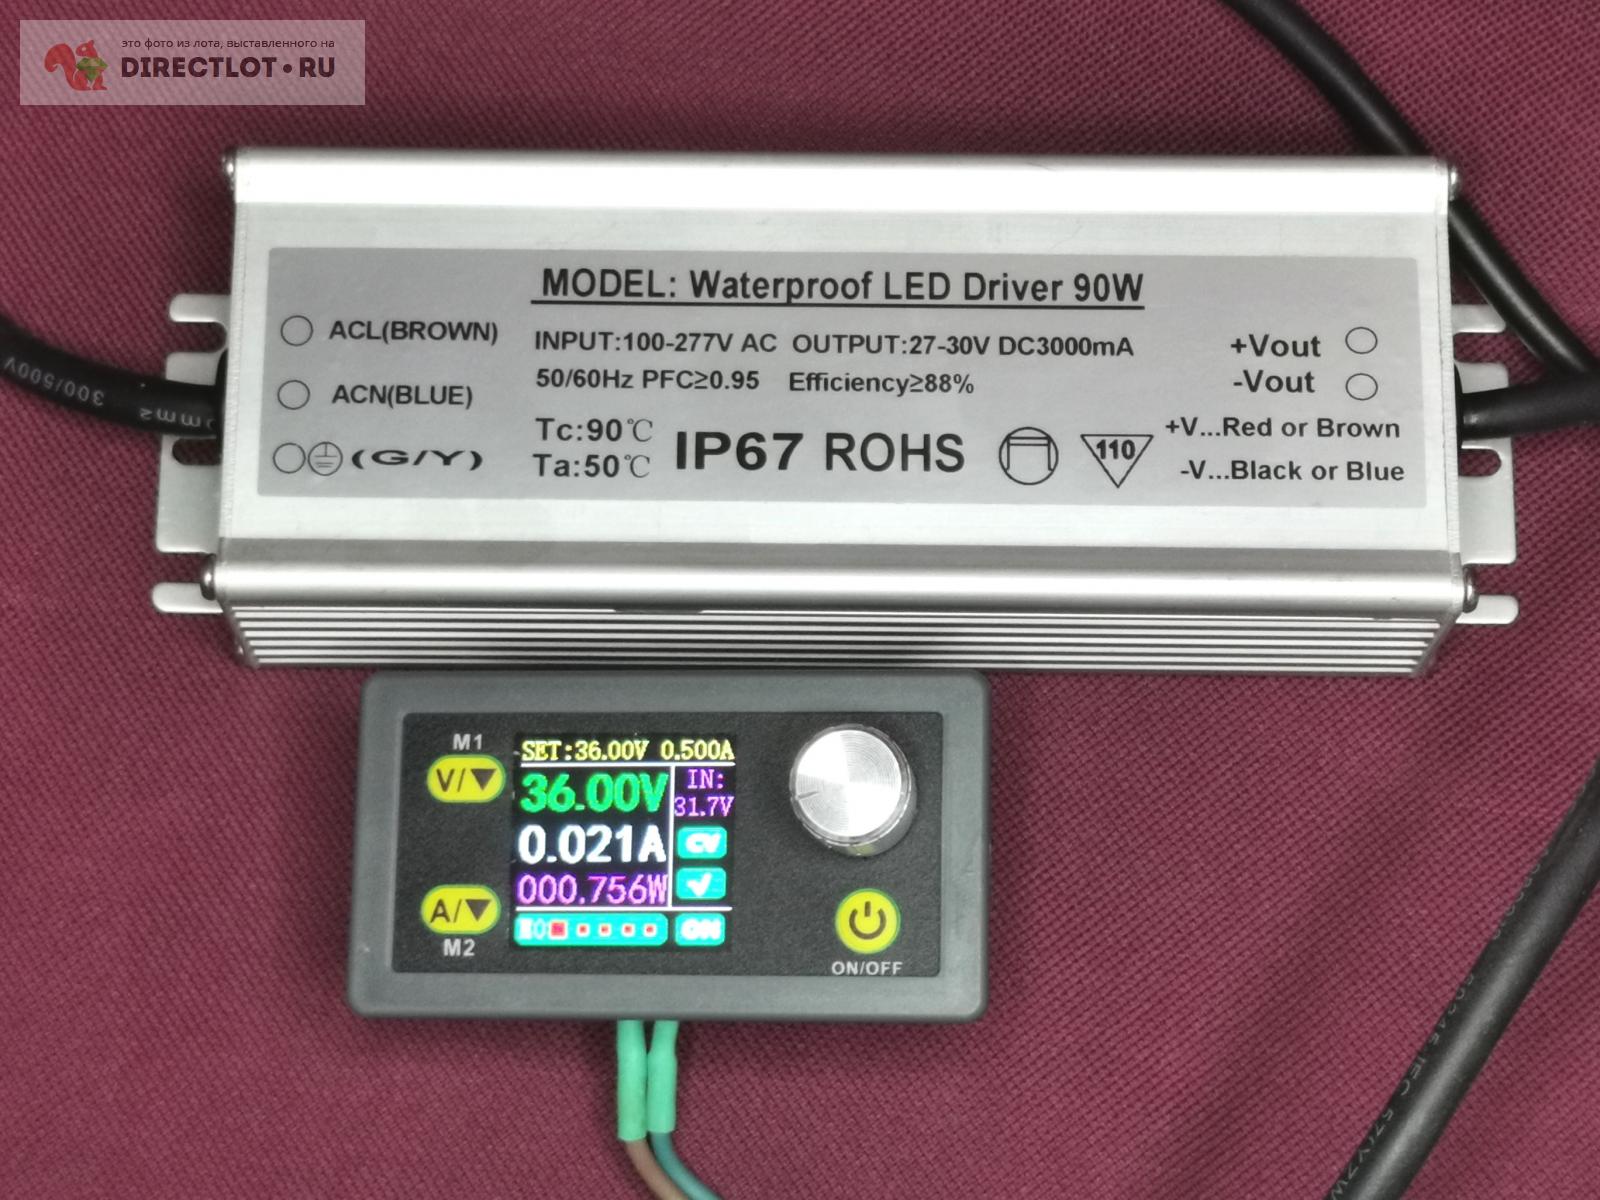 это фото из лота, выставленного на
DIRECTLOT•RU
MODEL: Waterproof LED Driver 90W
ACL(BROWN)
INPUT:100-277V AC OUTPUT:27-30V DC3000mA
+Vout
50/60Hz PFC≥0.95 Efficiency≥88%
-Vout
ACN(BLUE)
Tc:90℃
IP67 ROHS
110
+V...Red or Brown
(G/Y)
Ta:50℃
-V...Black or Blue
300/500V
mm2
M1
V/▼
SET:36.00V 0.500A
36.00V
IN:
31.7V
0.021A
CV
000.756W
A/▼
M2
ON
ON/OFF